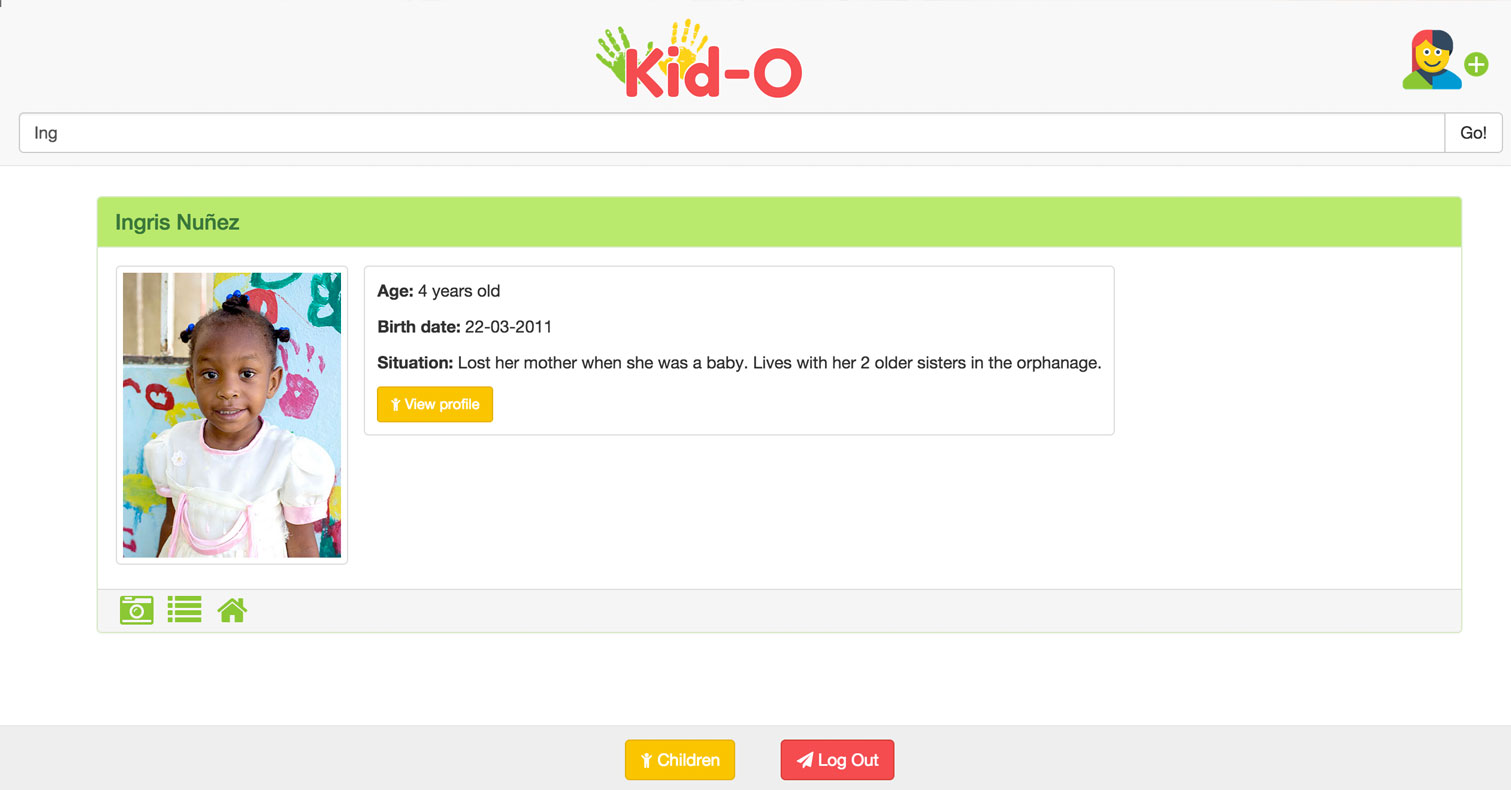 Kid-O
Ing
Go!
Ingris Nuñez
Age: 4 years old
Birth date: 22-03-2011
Situation: Lost her mother when she was a baby. Lives with her 2 older sisters in the orphanage.
View profile
Children
Log Out